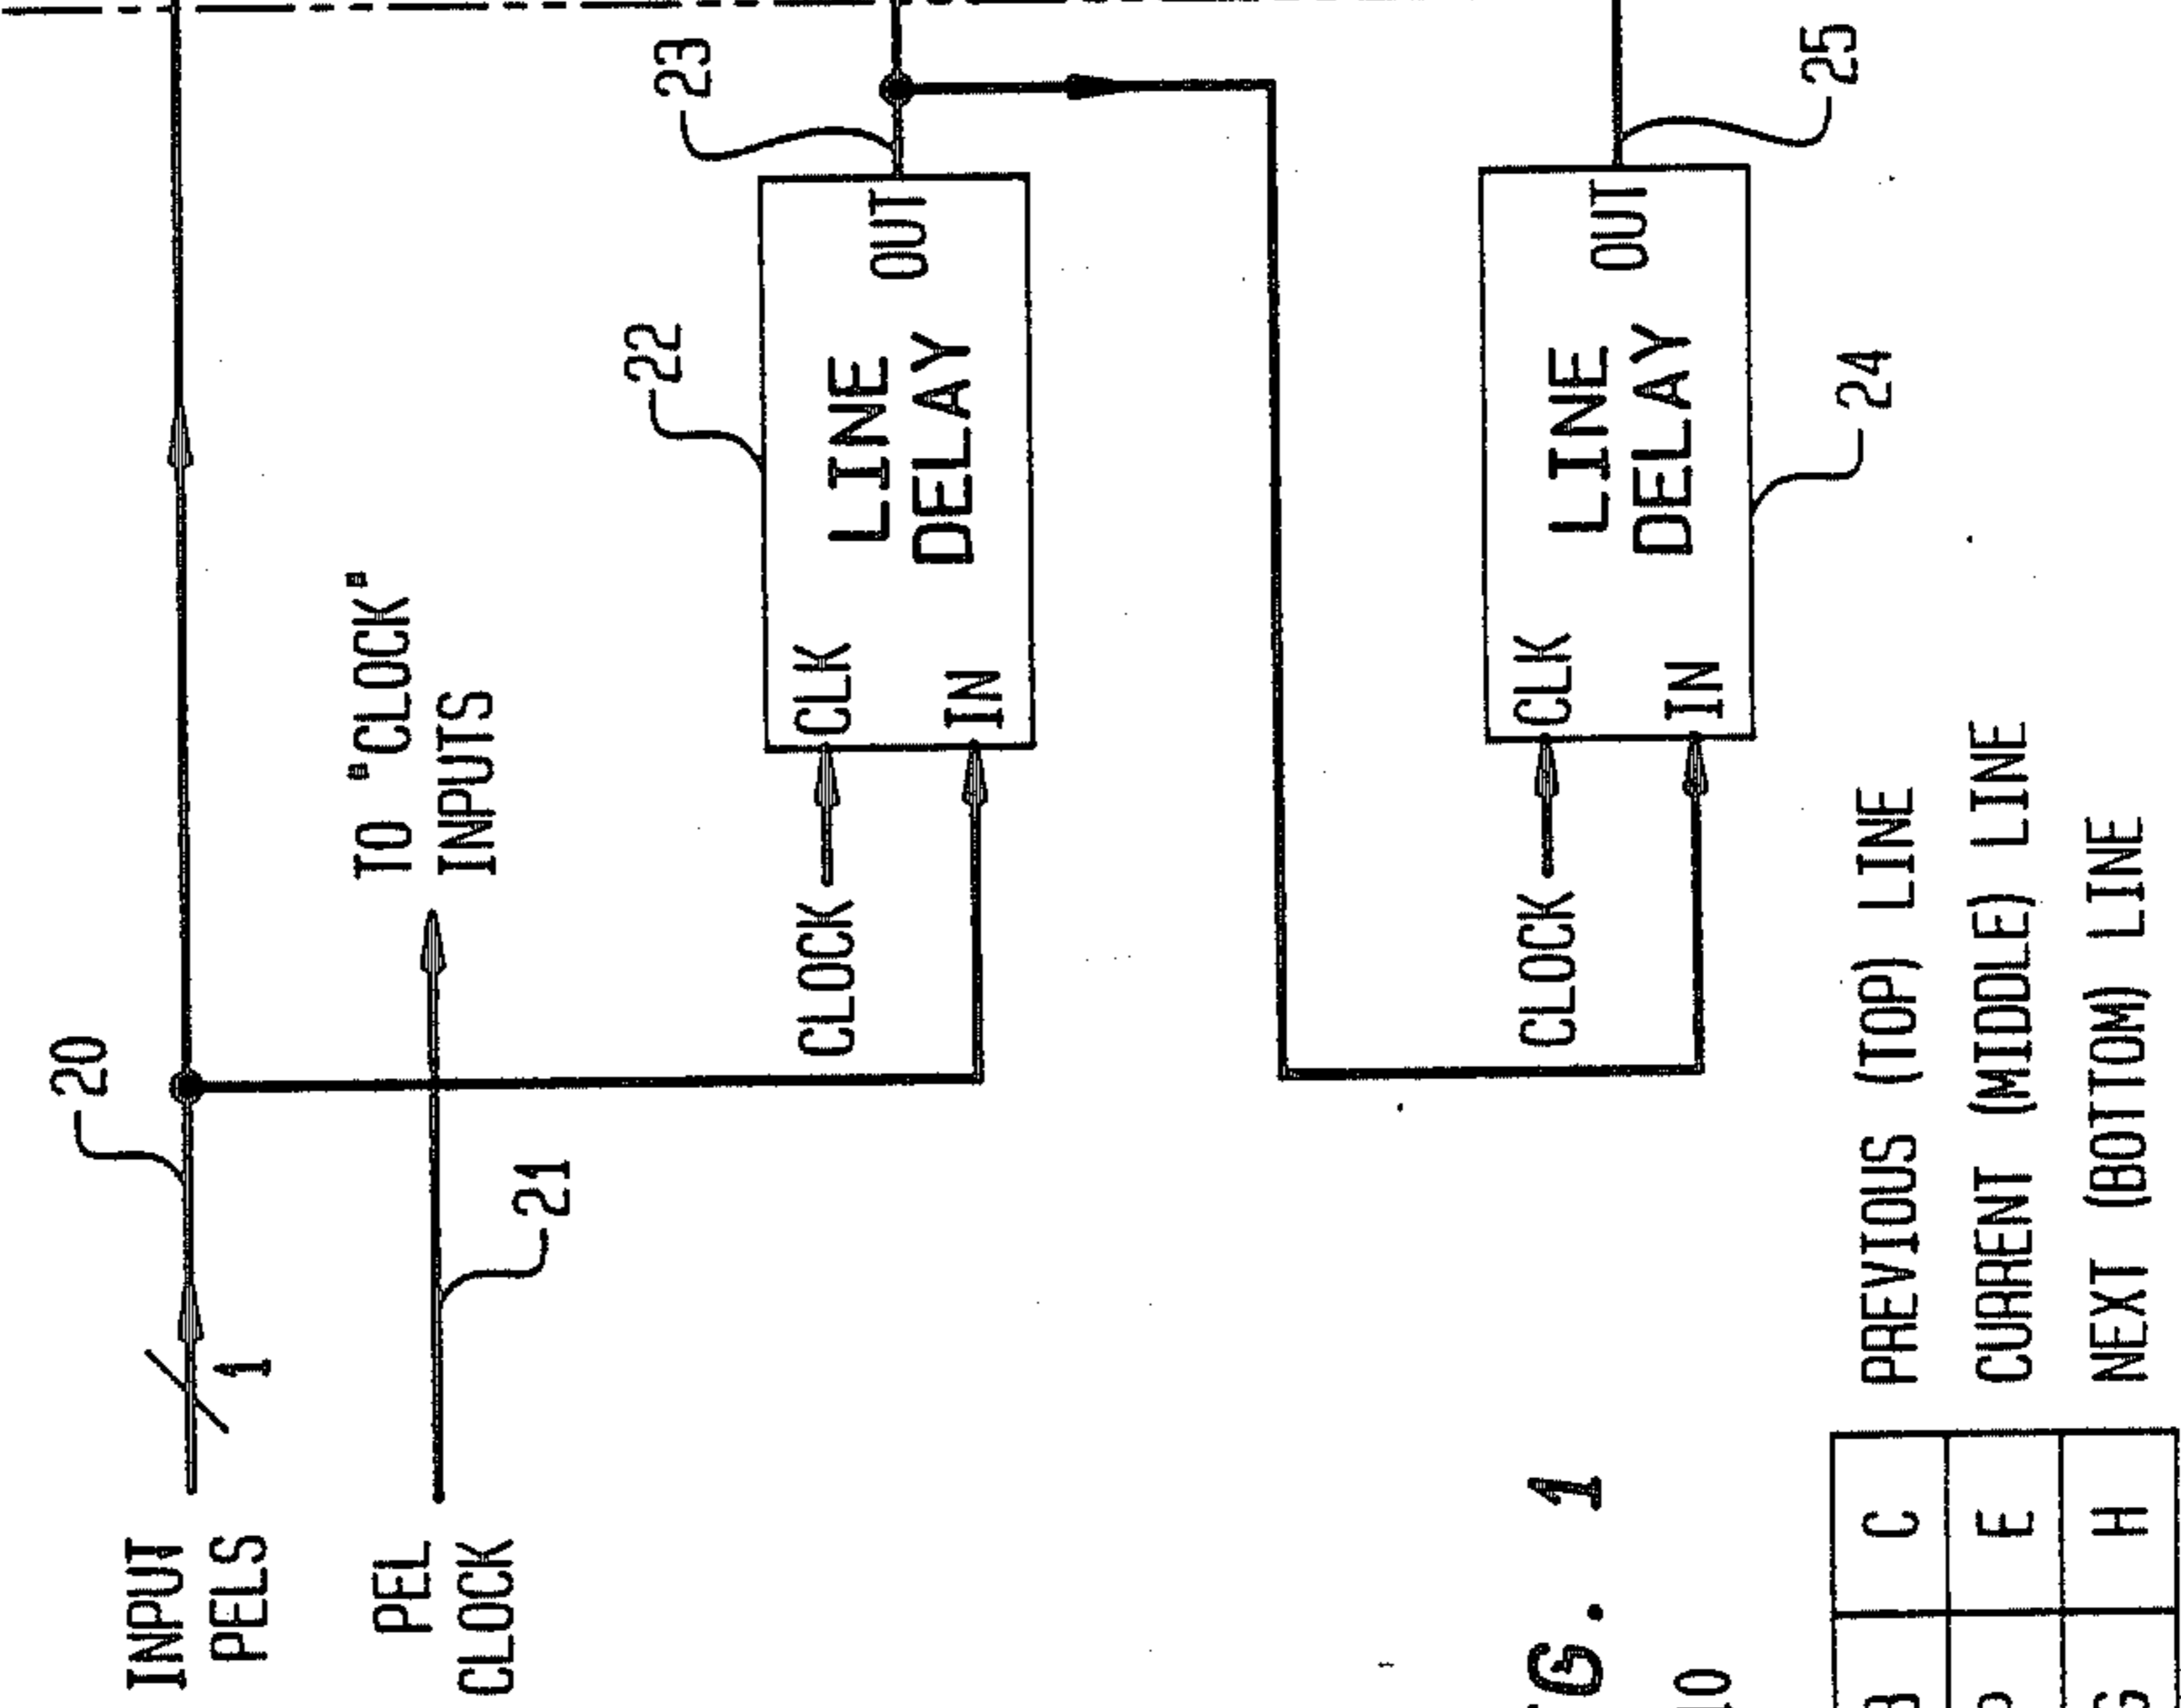 INPUT
PELS
1
20
PEL
CLOCK
21
TO "CLOCK"
INPUTS
22
23
CLOCK
CLK
IN
LINE
DELAY
OUT
CLOCK
CLK
IN
LINE
DELAY
OUT
24
25
G. 1
C PREVIOUS (TOP) LINE
E CURRENT (MIDDLE) LINE
G H NEXT (BOTTOM) LINE